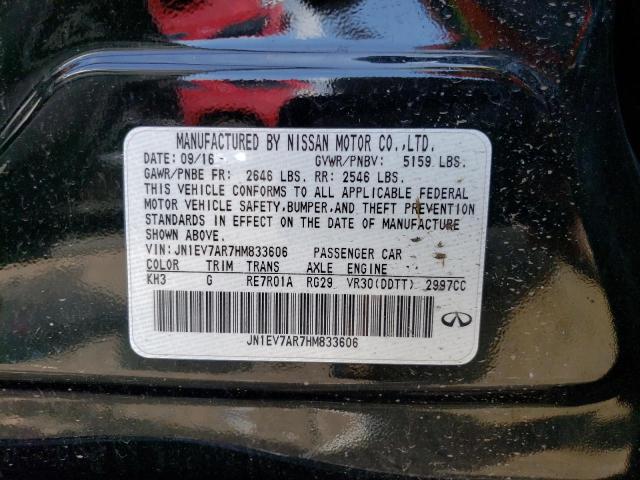 MANUFACTURED BY NISSAN MOTOR CO.,LTD.
DATE: 09/16 GVWR/PNBV: 5159 LBS.
GAWR/PNBE FR: 2646 LBS. RR: 2546 LBS.
THIS VEHICLE CONFORMS TO ALL APPLICABLE FEDERAL
MOTOR VEHICLE SAFETY, BUMPER, AND THEFT PREVENTION
STANDARDS IN EFFECT ON THE DATE OF MANUFACTURE
SHOWN ABOVE.
VIN: JN1EV7AR7HM833606 PASSENGER CAR
COLOR TRIM TRANS AXLE ENGINE
KH3 G RE7R01A RG29 VR30(DDTT) 2997CC
JN1EV7AR7HM833606